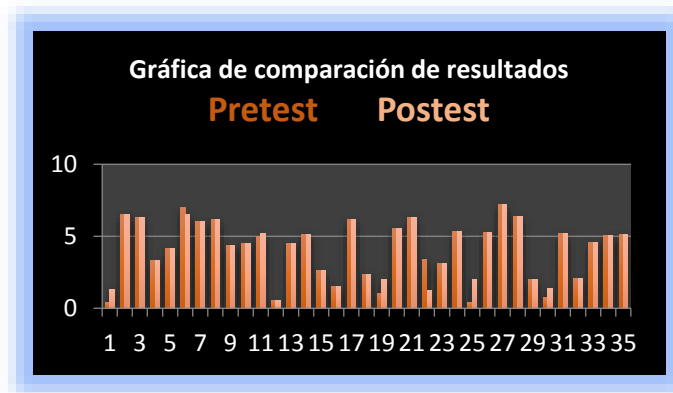 Gráfica de comparación de resultados
Pretest Postest
10
5
0
1 3 5 7 9 11 13 15 17 19 21 23 25 27 29 31 33 35